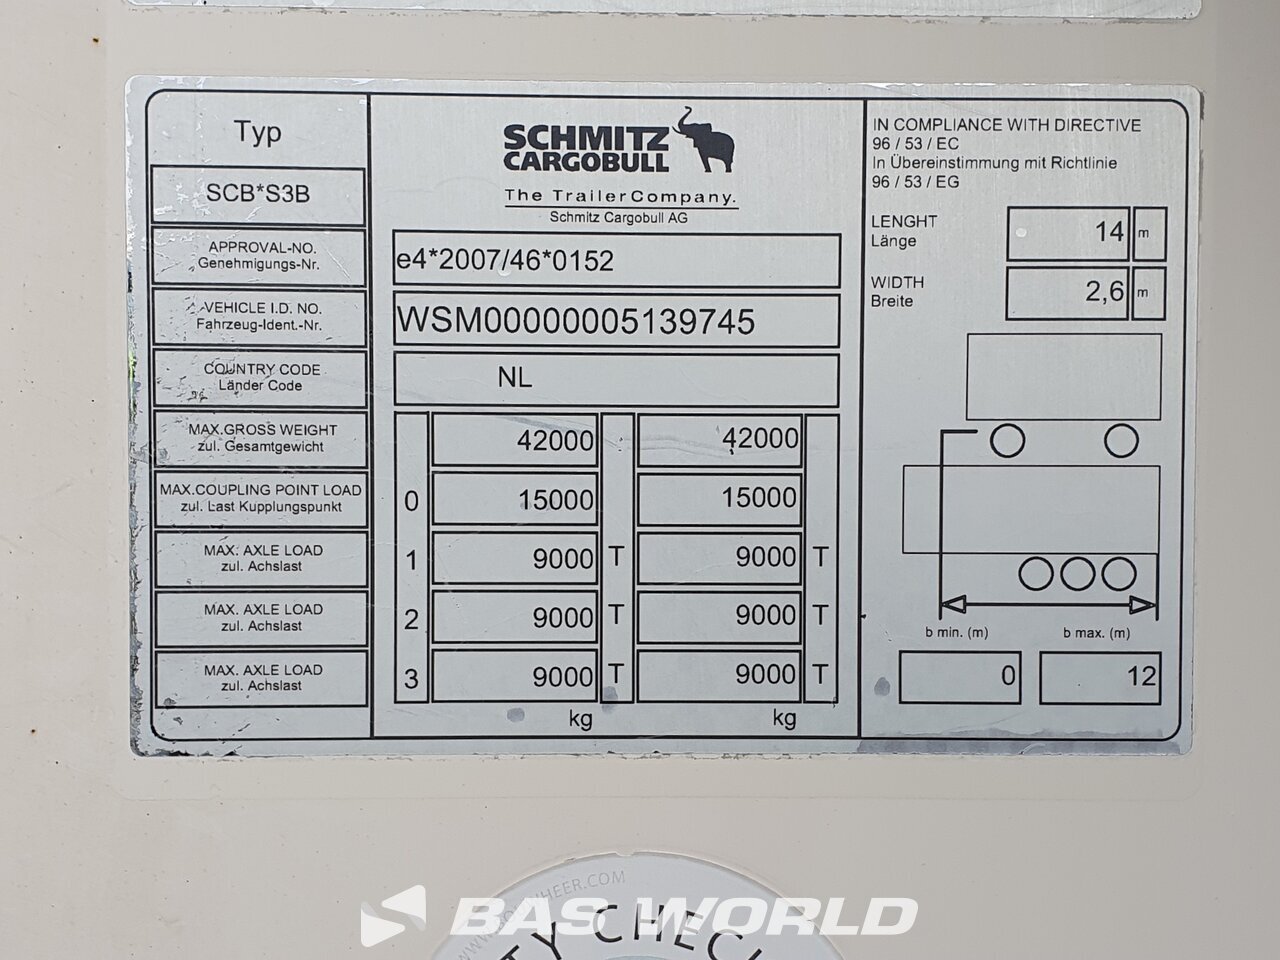 Typ
SCB*S3B
APPROVAL-NO.
Genehmigungs-Nr.
VEHICLE I.D. NO.
Fahrzeug-Ident.-Nr.
COUNTRY CODE
Länder Code
MAX.GROSS WEIGHT
zul. Gesamtgewicht
MAX.COUPLING POINT LOAD
zul. Last Kupplungspunkt
MAX. AXLE LOAD
zul. Achslast
MAX. AXLE LOAD
zul. Achslast
MAX. AXLE LOAD
zul. Achslast
SCHMITZ
CARGOBULL
The TrailerCompany.
Schmitz Cargobull AG
e4*2007/46*0152
WSM00000005139745
NL
42000 42000
0 15000 15000
1 9000 T 9000 T
2 9000 T 9000 T
3 9000 T 9000 T
kg kg
IN COMPLIANCE WITH DIRECTIVE
96 / 53 / EC
In Übereinstimmung mit Richtlinie
96 / 53 / EG
LENGHT
Länge
14 m
WIDTH
Breite
2,6 m
b min. (m) b max. (m)
0 12
BAS WORLD